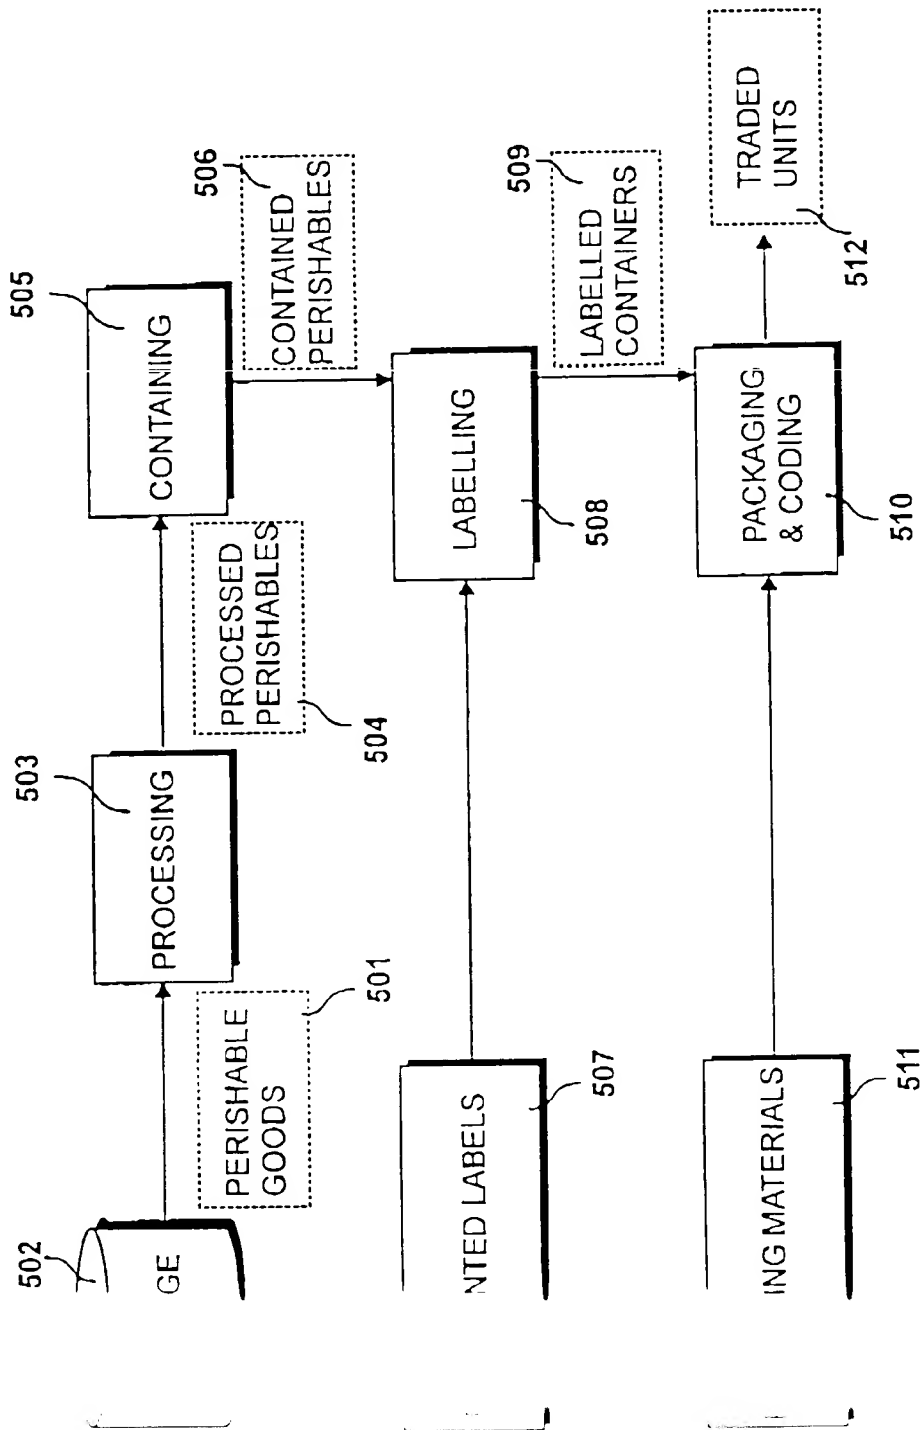 502
GE
PERISHABLE
GOODS
501
503
PROCESSING
PROCESSED
PERISHABLES
504
505
CONTAINING
506
CONTAINED
PERISHABLES
NTED LABELS
507
LABELLING
508
509
LABELLED
CONTAINERS
ING MATERIALS
511
PACKAGING
& CODING
510
TRADED
UNITS
512